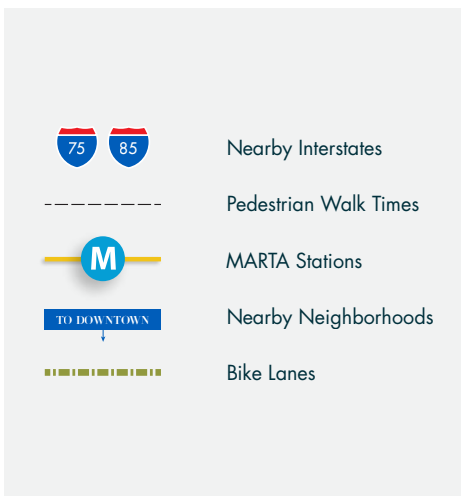 75 85 Nearby Interstates
Pedestrian Walk Times
M MARTA Stations
TO DOWNTOWN Nearby Neighborhoods
Bike Lanes